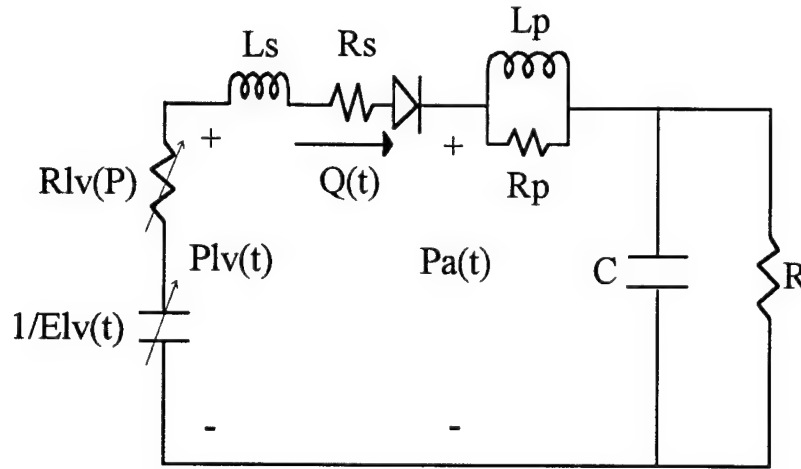 Lp
Ls
Rs
+
+
Rlv(P)
Q(t)
Rp
Plv(t)
Pa(t)
C
R
1/Elv(t)
-
-